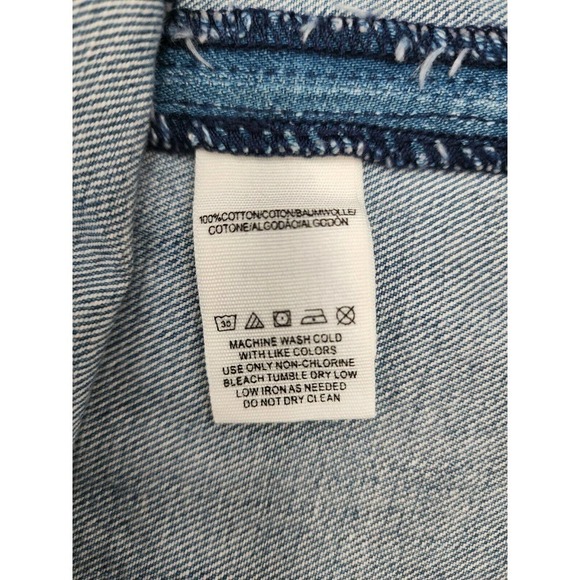 100%COTTON/COTON/BAUMWOLLE/
COTONE/ALGODÃO/ALGODÓN
30
MACHINE WASH COLD
WITH LIKE COLORS
USE ONLY NON-CHLORINE
BLEACH TUMBLE DRY LOW
LOW IRON AS NEEDED
DO NOT DRY CLEAN